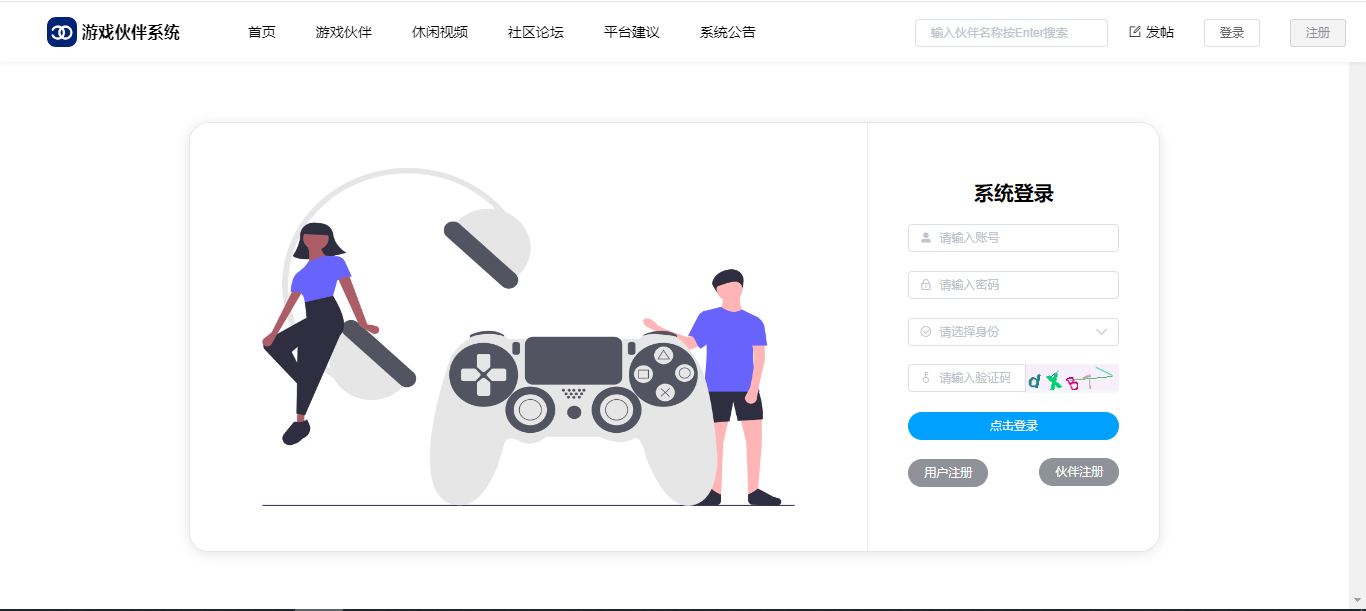 游戏伙伴系统
首页 游戏伙伴 休闲视频 社区论坛 平台建议 系统公告
输入伙伴名称按Enter搜索
发帖
登录
注册
系统登录
请输入账号
请输入密码
请选择身份
请输入验证码
点击登录
用户注册
伙伴注册